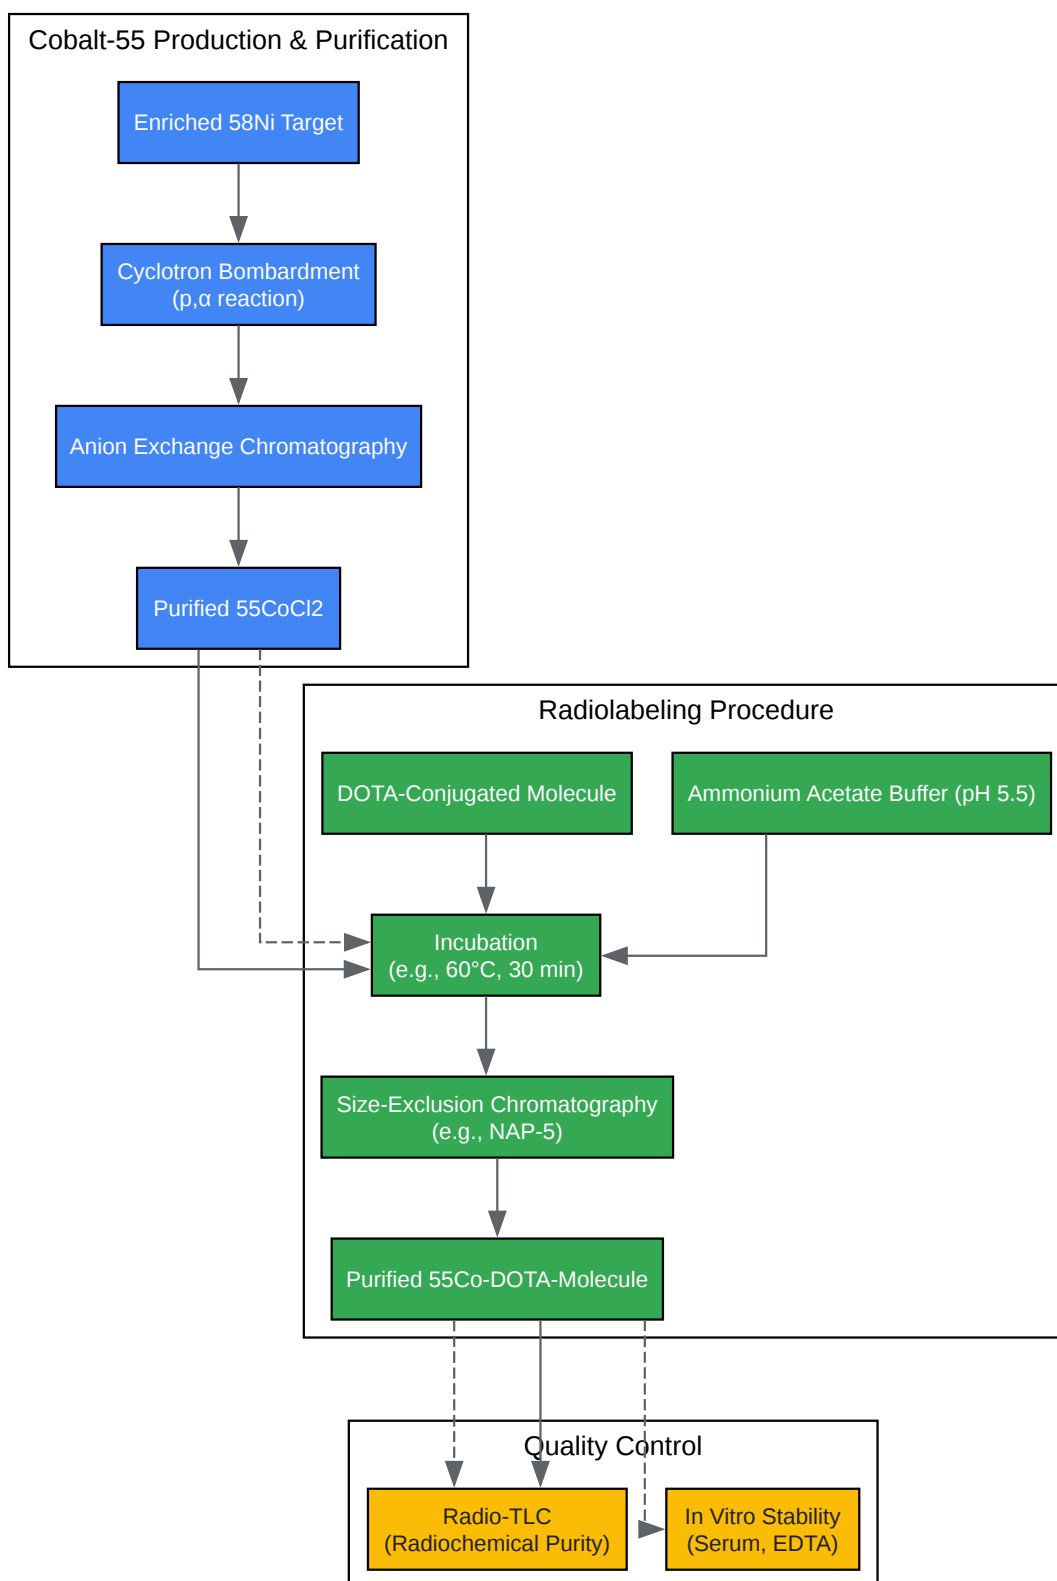 Cobalt-55 Production & Purification
Enriched 58Ni Target
Cyclotron Bombardment
(p,α reaction)
Anion Exchange Chromatography
Purified 55CoCl2
Radiolabeling Procedure
DOTA-Conjugated Molecule
Ammonium Acetate Buffer (pH 5.5)
Incubation
(e.g., 60°C, 30 min)
Size-Exclusion Chromatography
(e.g., NAP-5)
Purified 55Co-DOTA-Molecule
Quality Control
Radio-TLC
(Radiochemical Purity)
In Vitro Stability
(Serum, EDTA)